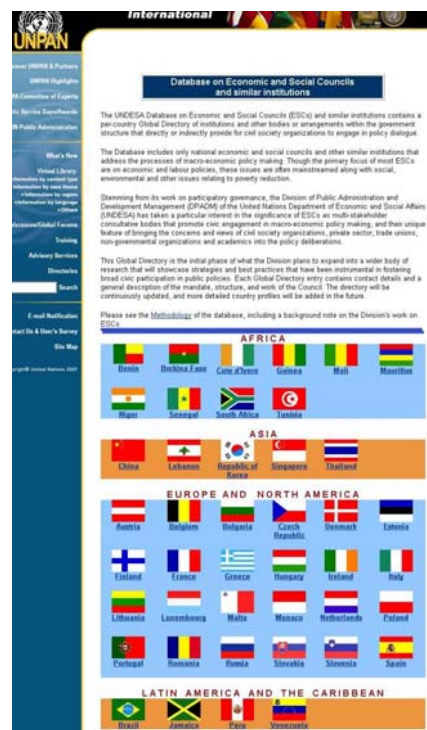 International
UNPAN
UNPAN Highlights
What's New
Virtual Library
Training
Advisory Services
Directories
Search
E-mail Notification
Site Map
Database on Economic and Social Councils
and similar institutions
The UNDESA Database on Economic and Social Councils (ESCs) and similar institutions contains a
per-country Global Directory of institutions and other bodies or arrangements within the government
structure that directly or indirectly provide for civil society organizations to engage in policy dialogue.
The Database includes only national economic and social councils and other similar institutions that
address the processes of macro-economic policy making. Though the primary focus of most ESCs
are on economic and labour policies, these issues are often mainstreamed along with social,
environmental and other issues relating to poverty reduction.
Stemming from its work on participatory governance, the Division of Public Administration and
Development Management (DPADM) of the United Nations Department of Economic and Social Affairs
(UNDESA) has taken a particular interest in the significance of ESCs as multi-stakeholder
consultative bodies that promote civic engagement in macro-economic policy making, and their unique
feature of bringing the concerns and views of civil society organizations, private sector, trade unions,
non-governmental organizations and academics into the policy deliberations.
This Global Directory is the initial phase of what the Division plans to expand into a wider body of
research that will showcase strategies and best practices that have been instrumental in fostering
broad civic participation in public policies. Each Global Directory entry contains contact details and a
general description of the mandate, structure, and work of the Council. The directory will be
continuously updated, and more detailed country profiles will be added in the future.
Please see the Methodology of the database, including a background note on the Division's work on
ESCs.
AFRICA
Benin Burkina Faso Cote d'Ivore Guinea Mali Mauritius
Niger Senegal South Africa Tunisia
ASIA
China Lebanon Republic of Korea Singapore Thailand
EUROPE AND NORTH AMERICA
Austria Belgium Bulgaria Czech Republic Denmark Estonia
Finland France Greece Hungary Ireland Italy
Lithuania Luxembourg Malta Monaco Netherlands Poland
Portugal Romania Russia Slovakia Slovenia Spain
LATIN AMERICA AND THE CARIBBEAN
Brazil Jamaica Peru Venezuela